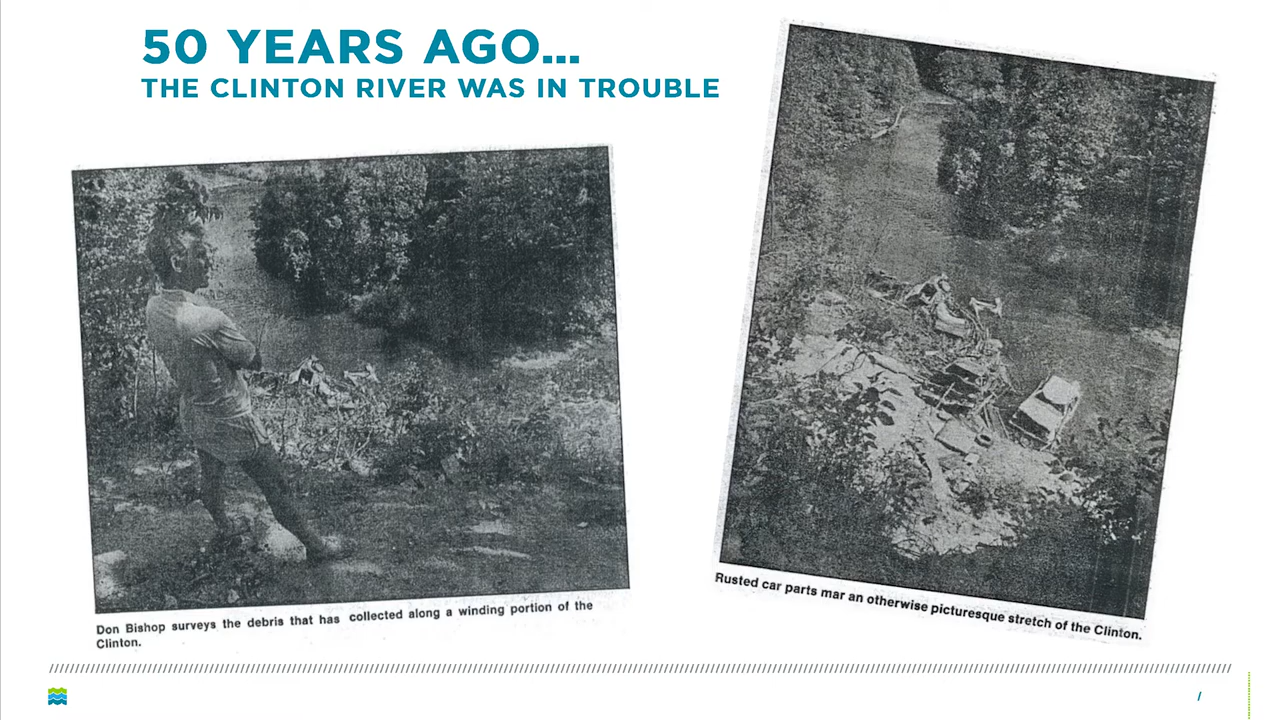 50 YEARS AGO...
THE CLINTON RIVER WAS IN TROUBLE
Don Bishop surveys the debris that has collected along a winding portion of the
Clinton.
Rusted car parts mar an otherwise picturesque stretch of the Clinton.
/